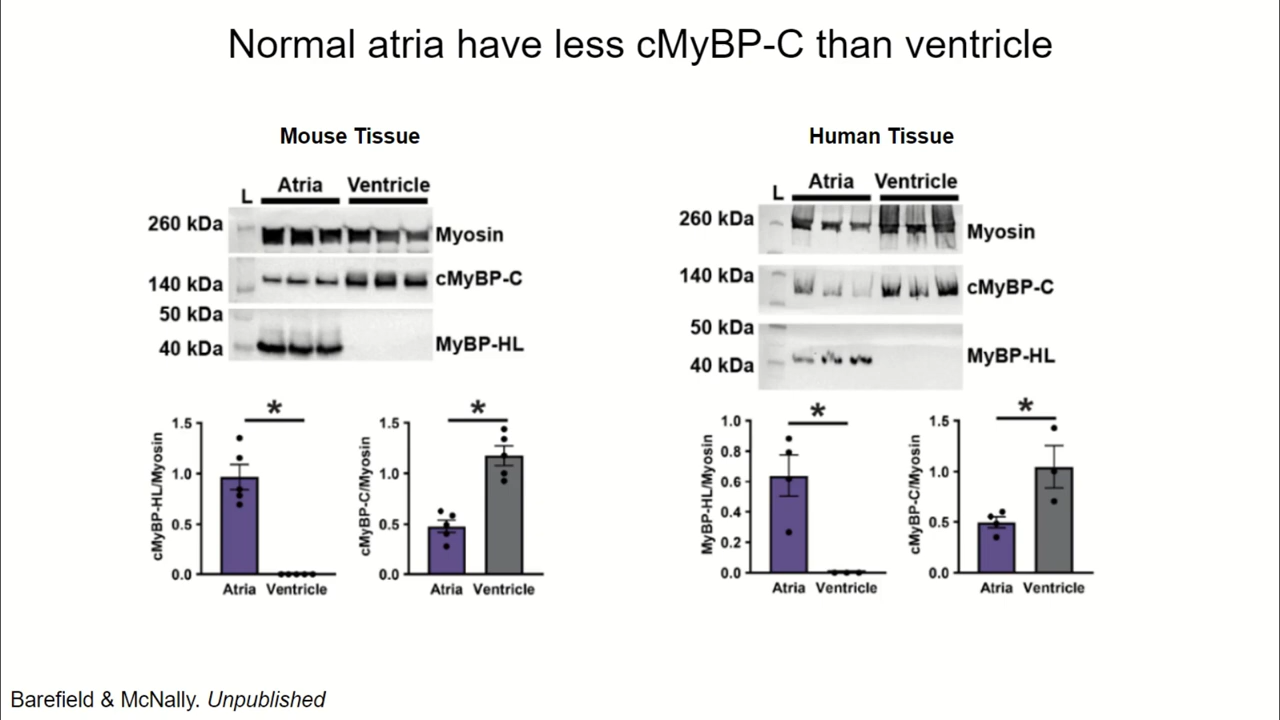 Normal atria have less cMyBP-C than ventricle
Mouse Tissue
L Atria Ventricle
260 kDa Myosin
140 kDa cMyBP-C
50 kDa
40 kDa MyBP-HL
1.5
1.0
0.5
0.0
cMyBP-HL/Myosin
*
Atria Ventricle
1.5
1.0
0.5
0.0
cMyBP-C/Myosin
*
Atria Ventricle
Human Tissue
L Atria Ventricle
260 kDa Myosin
140 kDa cMyBP-C
50 kDa
40 kDa MyBP-HL
1.0
0.8
0.6
0.4
0.2
0.0
MyBP-HL/Myosin
*
Atria Ventricle
1.5
1.0
0.5
0.0
cMyBP-C/Myosin
*
Atria Ventricle
Barefield & McNally. Unpublished